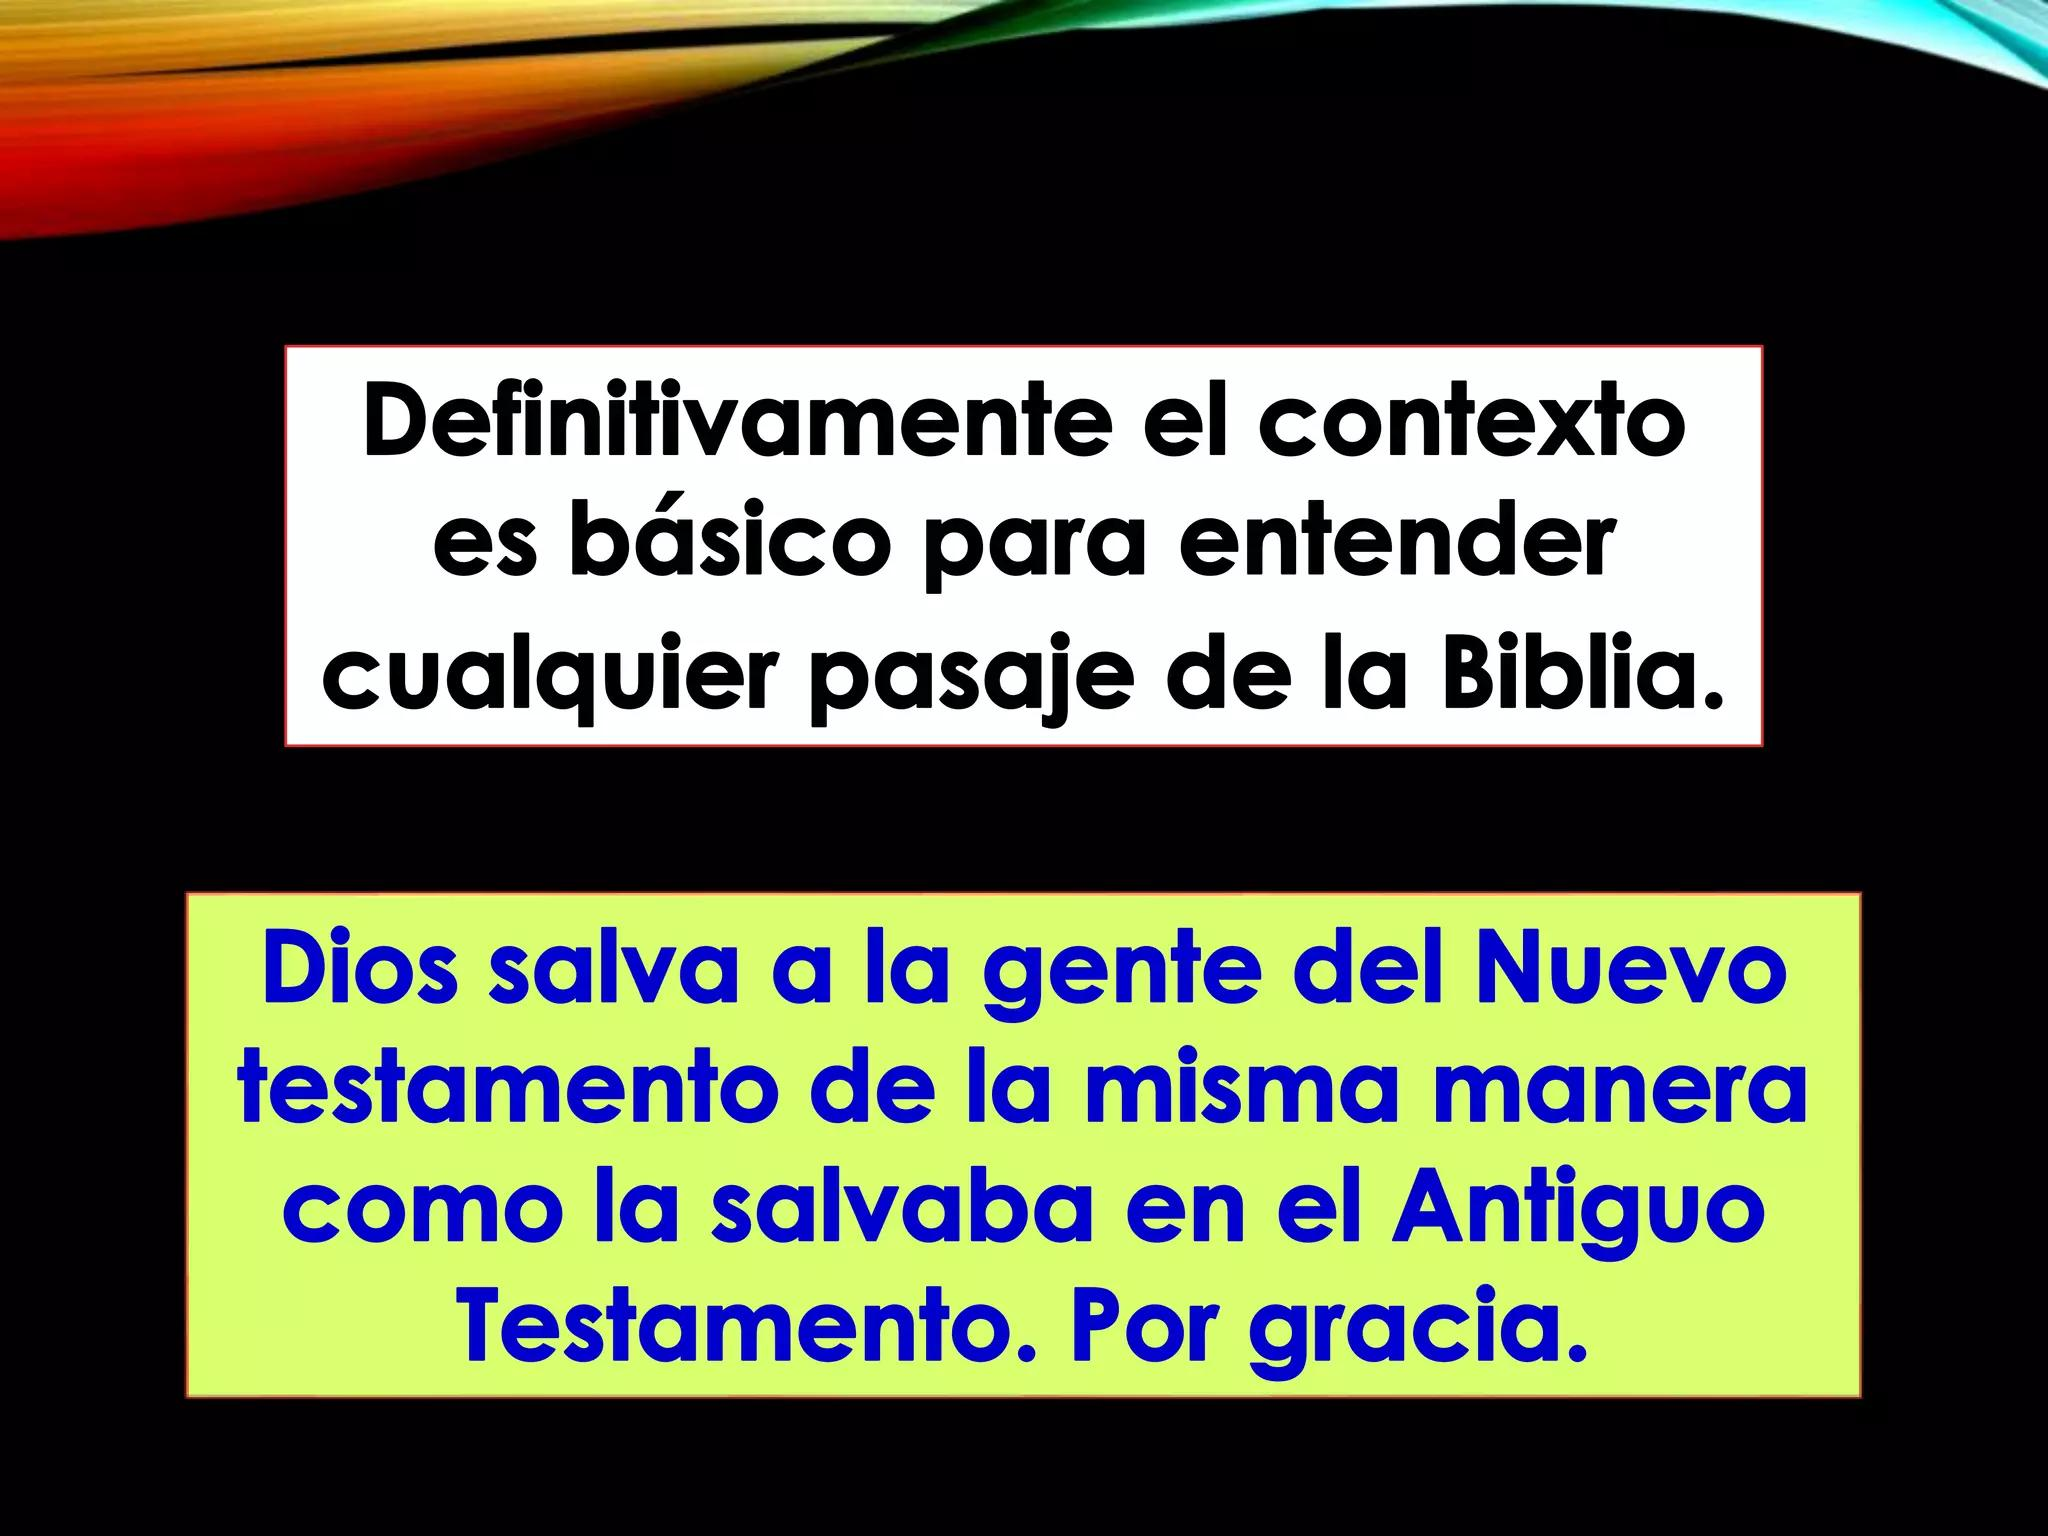 Definitivamente el contexto
es básico para entender
cualquier pasaje de la Biblia.
Dios salva a la gente del Nuevo
testamento de la misma manera
como la salvaba en el Antiguo
Testamento. Por gracia.